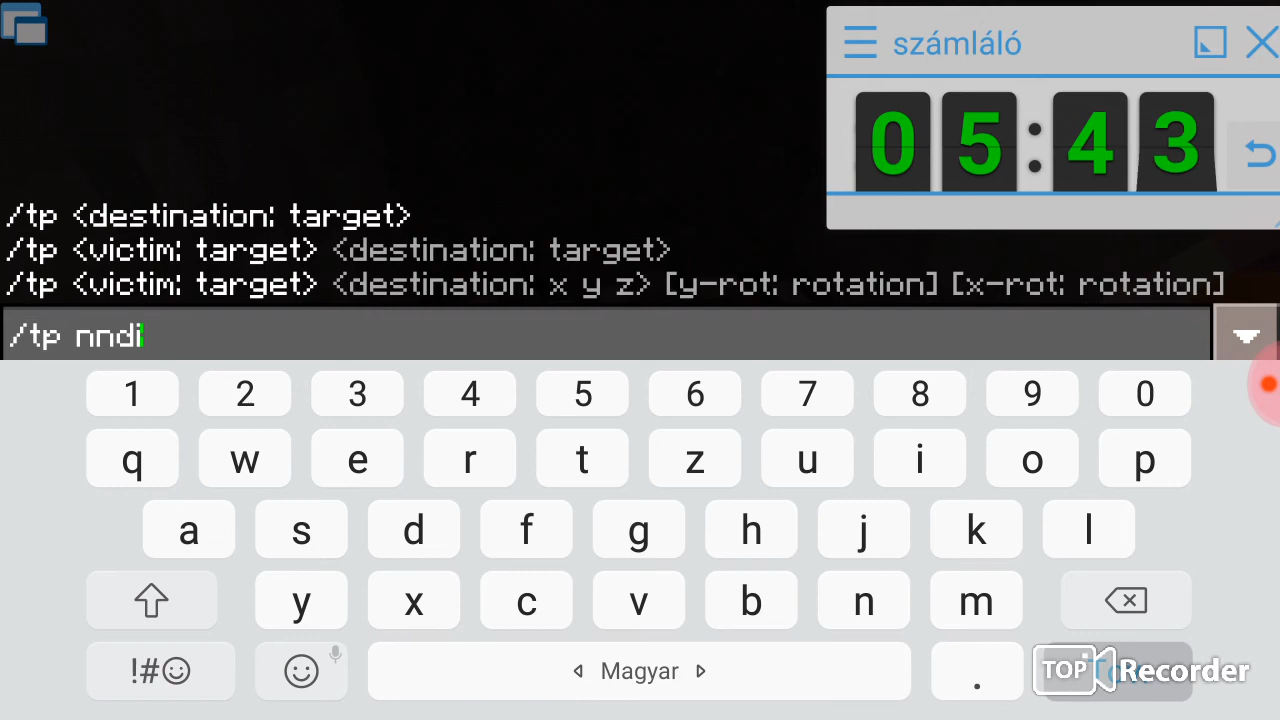 számláló
05:43
/tp <destination: target>
/tp <victim: target> <destination: target>
/tp <victim: target> <destination: x y z> [y-rot: rotation] [x-rot: rotation]
/tp nndi
1 2 3 4 5 6 7 8 9 0
q w e r t z u i o p
a s d f g h j k l
y x c v b n m
!#☺ Magyar .
TOP Recorder